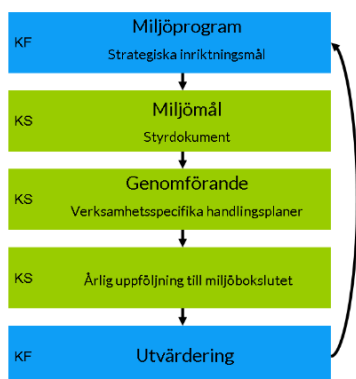 Miljöprogram
KF
Strategiska inriktningsmål
Miljömål
KS
Styrdokument
Genomförande
KS
Verksamhetsspecifika handlingsplaner
KS
Årlig uppföljning till miljöbokslutet
KF
Utvärdering